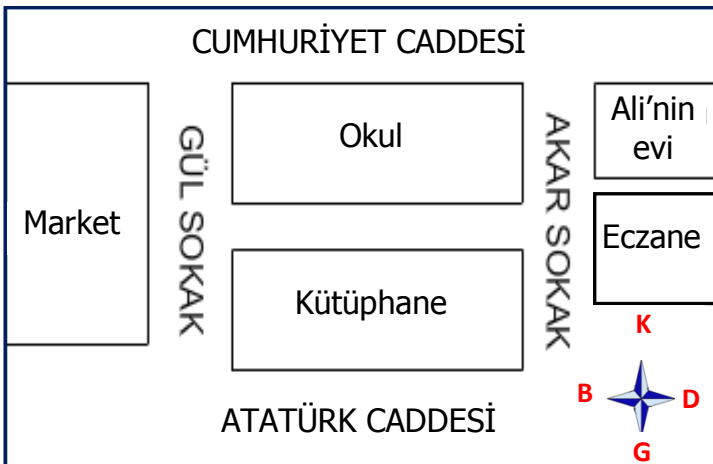 CUMHURİYET CADDESİ
Market
GÜL SOKAK
Okul
Kütüphane
AKAR SOKAK
Ali'nin
evi
Eczane
K
B
D
G
ATATÜRK CADDESİ